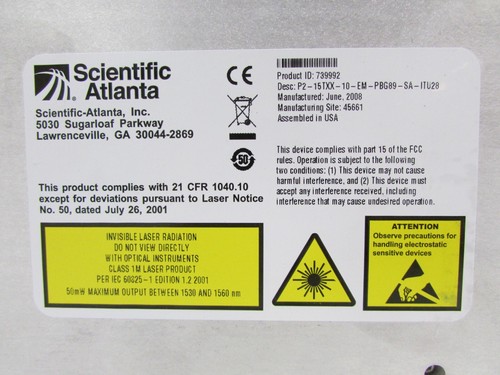 Scientific
Atlanta
Scientific-Atlanta, Inc.
5030 Sugarloaf Parkway
Lawrenceville, GA 30044-2869
CE
50
Product ID: 739992
Desc: P2-15TXX-10-EM-PBG89-SA-ITU28
Manufactured: June, 2008
Manufacturing Site: 45661
Assembled in USA
This device complies with part 15 of the FCC
rules. Operation is subject to the following
two conditions: (1) This device may not cause
harmful interference, and (2) This device must
accept any interference received, including
interference that may cause undesired operation.
This product complies with 21 CFR 1040.10
except for deviations pursuant to Laser Notice
No. 50, dated July 26, 2001
INVISIBLE LASER RADIATION
DO NOT VIEW DIRECTLY
WITH OPTICAL INSTRUMENTS
CLASS 1M LASER PRODUCT
PER IEC 60825-1 EDITION 1.2 2001
50mW MAXIMUM OUTPUT BETWEEN 1530 AND 1560 nm
ATTENTION
Observe precautions for
handling electrostatic
sensitive devices